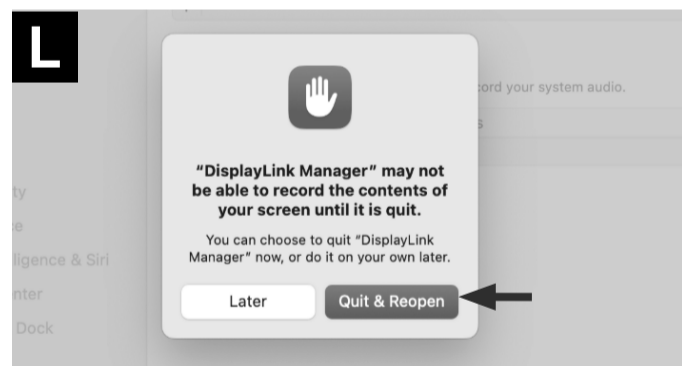 L
cord your system audio.
s
"DisplayLink Manager" may not
be able to record the contents of
your screen until it is quit.
You can choose to quit "DisplayLink
Manager" now, or do it on your own later.
Later
Quit & Reopen
ty
e
lligence & Siri
nter
Dock